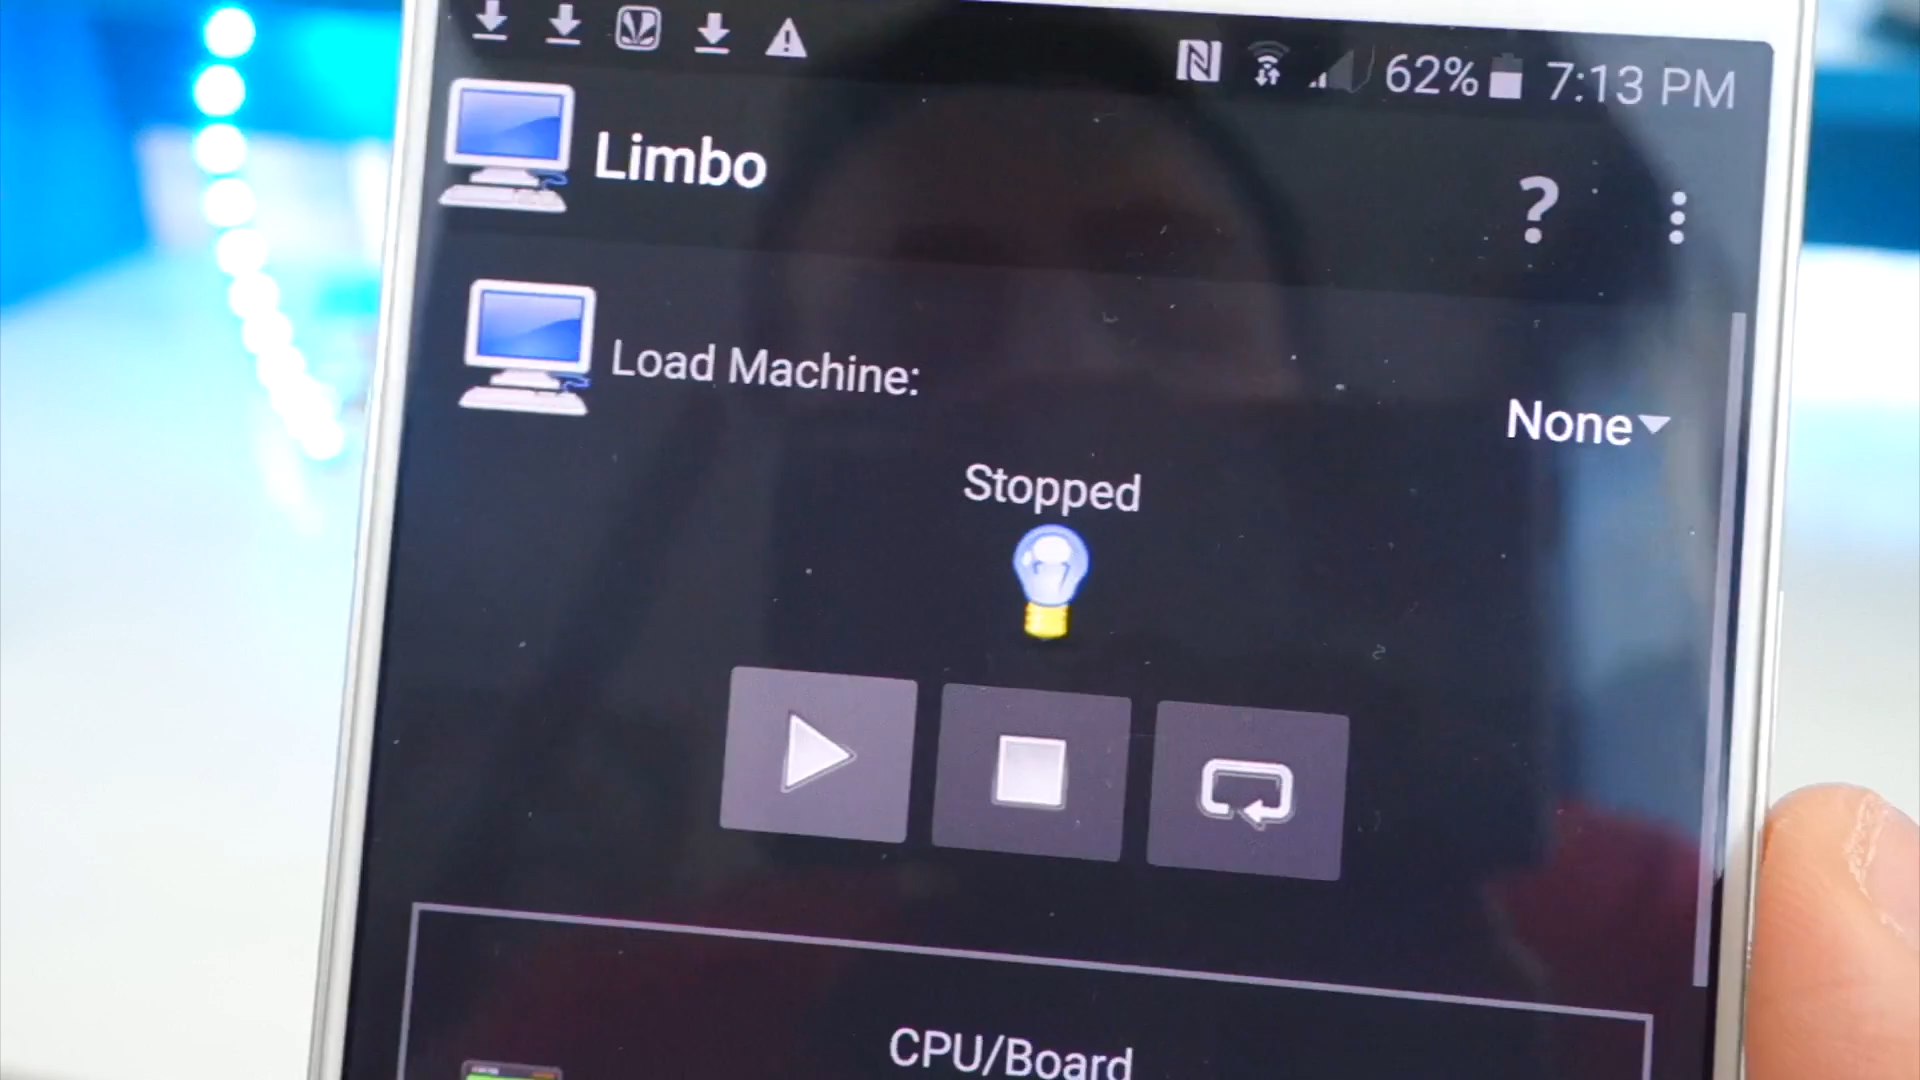 62% 7:13 PM
Limbo
?
Load Machine:
None
Stopped
CPU/Board